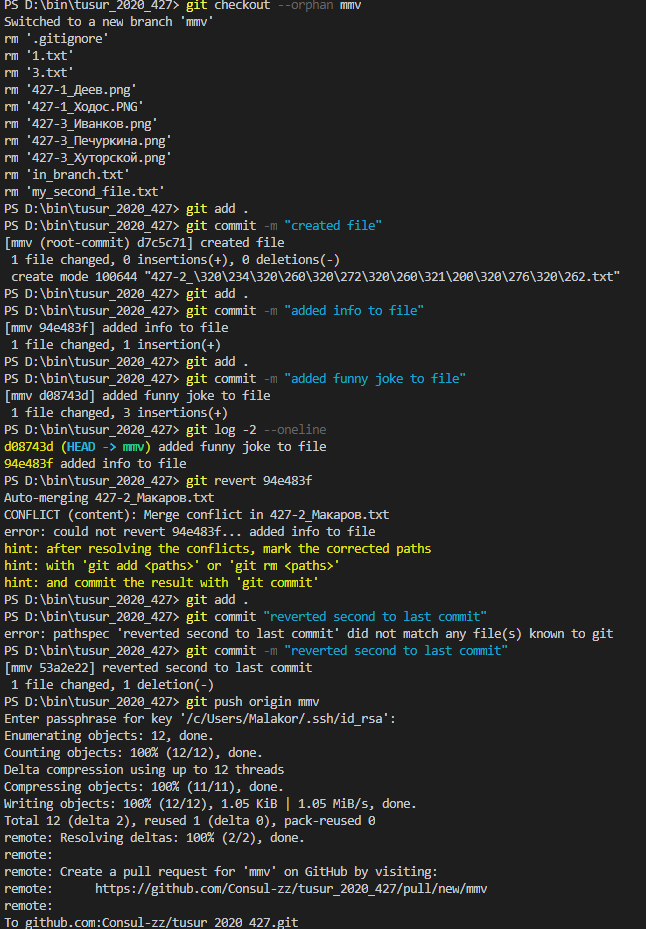 PS D:\bin\tusur_2020_427> git checkout --orphan mmv
Switched to a new branch 'mmv'
rm '.gitignore'
rm '1.txt'
rm '3.txt'
rm '427-1_Деев.png'
rm '427-1_Ходос.PNG'
rm '427-3_Иванков.png'
rm '427-3_Печуркина.png'
rm '427-3_Хуторской.png'
rm 'in_branch.txt'
rm 'my_second_file.txt'
PS D:\bin\tusur_2020_427> git add .
PS D:\bin\tusur_2020_427> git commit -m "created file"
[mmv (root-commit) d7c5c71] created file
 1 file changed, 0 insertions(+), 0 deletions(-)
 create mode 100644 "427-2_\320\234\320\260\320\272\320\260\321\200\320\276\320\262.txt"
PS D:\bin\tusur_2020_427> git add .
PS D:\bin\tusur_2020_427> git commit -m "added info to file"
[mmv 94e483f] added info to file
 1 file changed, 1 insertion(+)
PS D:\bin\tusur_2020_427> git add .
PS D:\bin\tusur_2020_427> git commit -m "added funny joke to file"
[mmv d08743d] added funny joke to file
 1 file changed, 3 insertions(+)
PS D:\bin\tusur_2020_427> git log -2 --oneline
d08743d (HEAD -> mmv) added funny joke to file
94e483f added info to file
PS D:\bin\tusur_2020_427> git revert 94e483f
Auto-merging 427-2_Макаров.txt
CONFLICT (content): Merge conflict in 427-2_Макаров.txt
error: could not revert 94e483f... added info to file
hint: after resolving the conflicts, mark the corrected paths
hint: with 'git add <paths>' or 'git rm <paths>'
hint: and commit the result with 'git commit'
PS D:\bin\tusur_2020_427> git add .
PS D:\bin\tusur_2020_427> git commit "reverted second to last commit"
error: pathspec 'reverted second to last commit' did not match any file(s) known to git
PS D:\bin\tusur_2020_427> git commit -m "reverted second to last commit"
[mmv 53a2e22] reverted second to last commit
 1 file changed, 1 deletion(-)
PS D:\bin\tusur_2020_427> git push origin mmv
Enter passphrase for key '/c/Users/Malakor/.ssh/id_rsa':
Enumerating objects: 12, done.
Counting objects: 100% (12/12), done.
Delta compression using up to 12 threads
Compressing objects: 100% (11/11), done.
Writing objects: 100% (12/12), 1.05 KiB | 1.05 MiB/s, done.
Total 12 (delta 2), reused 1 (delta 0), pack-reused 0
remote: Resolving deltas: 100% (2/2), done.
remote:
remote: Create a pull request for 'mmv' on GitHub by visiting:
remote:      https://github.com/Consul-zz/tusur_2020_427/pull/new/mmv
remote:
To github.com:Consul-zz/tusur_2020_427.git